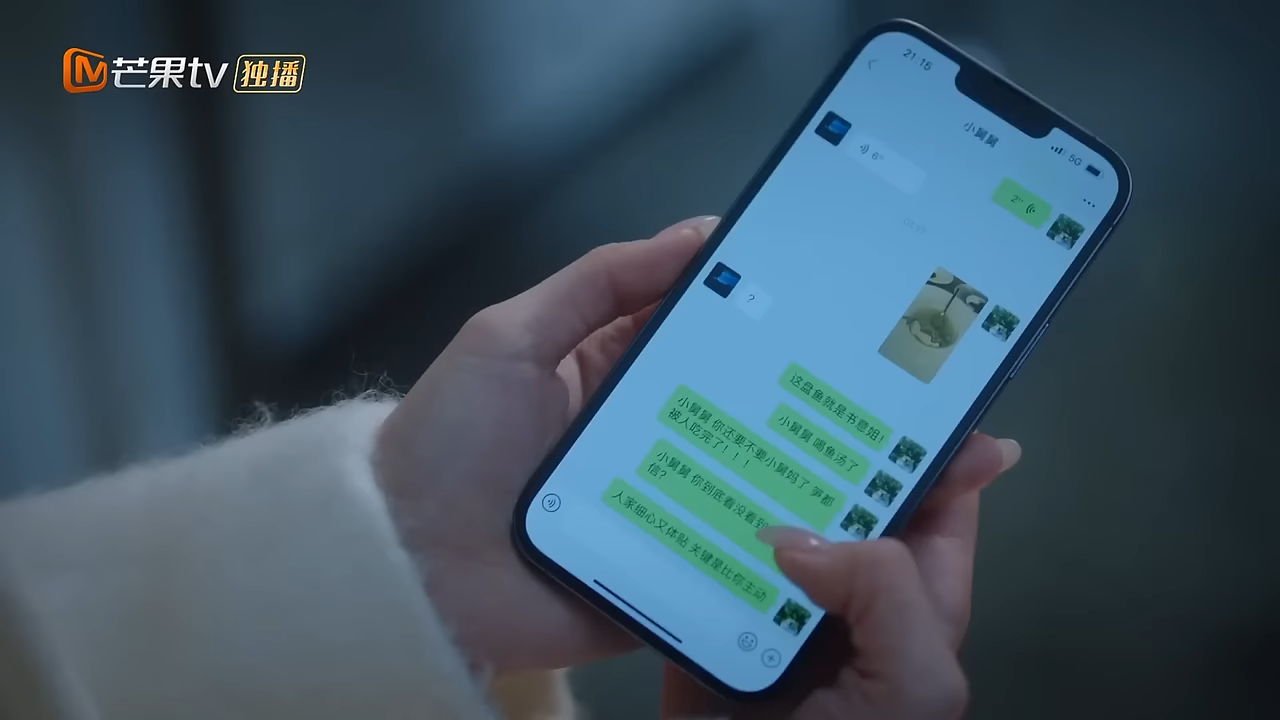 芒果tv 独播
21:16
5G
小舅舅
6"
2"
?
这盘鱼就是书意姐!
小舅舅 喝鱼汤了
小舅舅 你还要不要小舅妈了 笋都
被人吃完了!!!
小舅舅 你到底看没看到
信?
人家细心又体贴 关键是比你主动